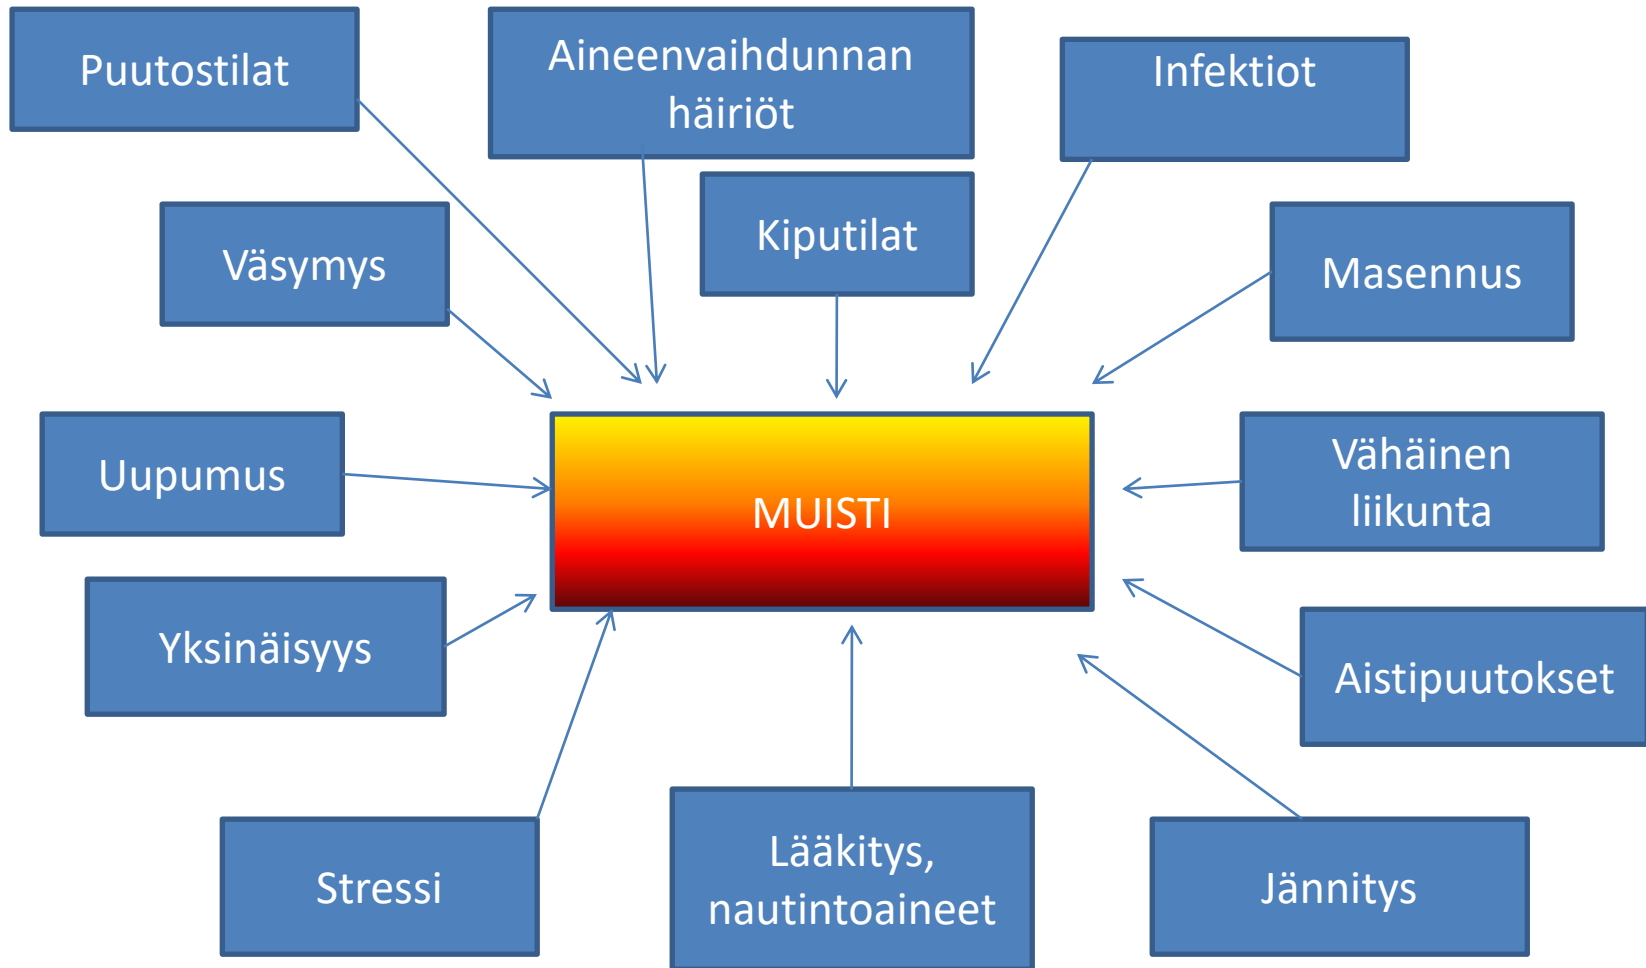 Puutostilat
Aineenvaihdunnan
häiriöt
Infektiot
Väsymys
Kiputilat
Masennus
Uupumus
MUISTI
Vähäinen
liikunta
Yksinäisyys
Aistipuutokset
Stressi
Lääkitys,
nautintoaineet
Jännitys